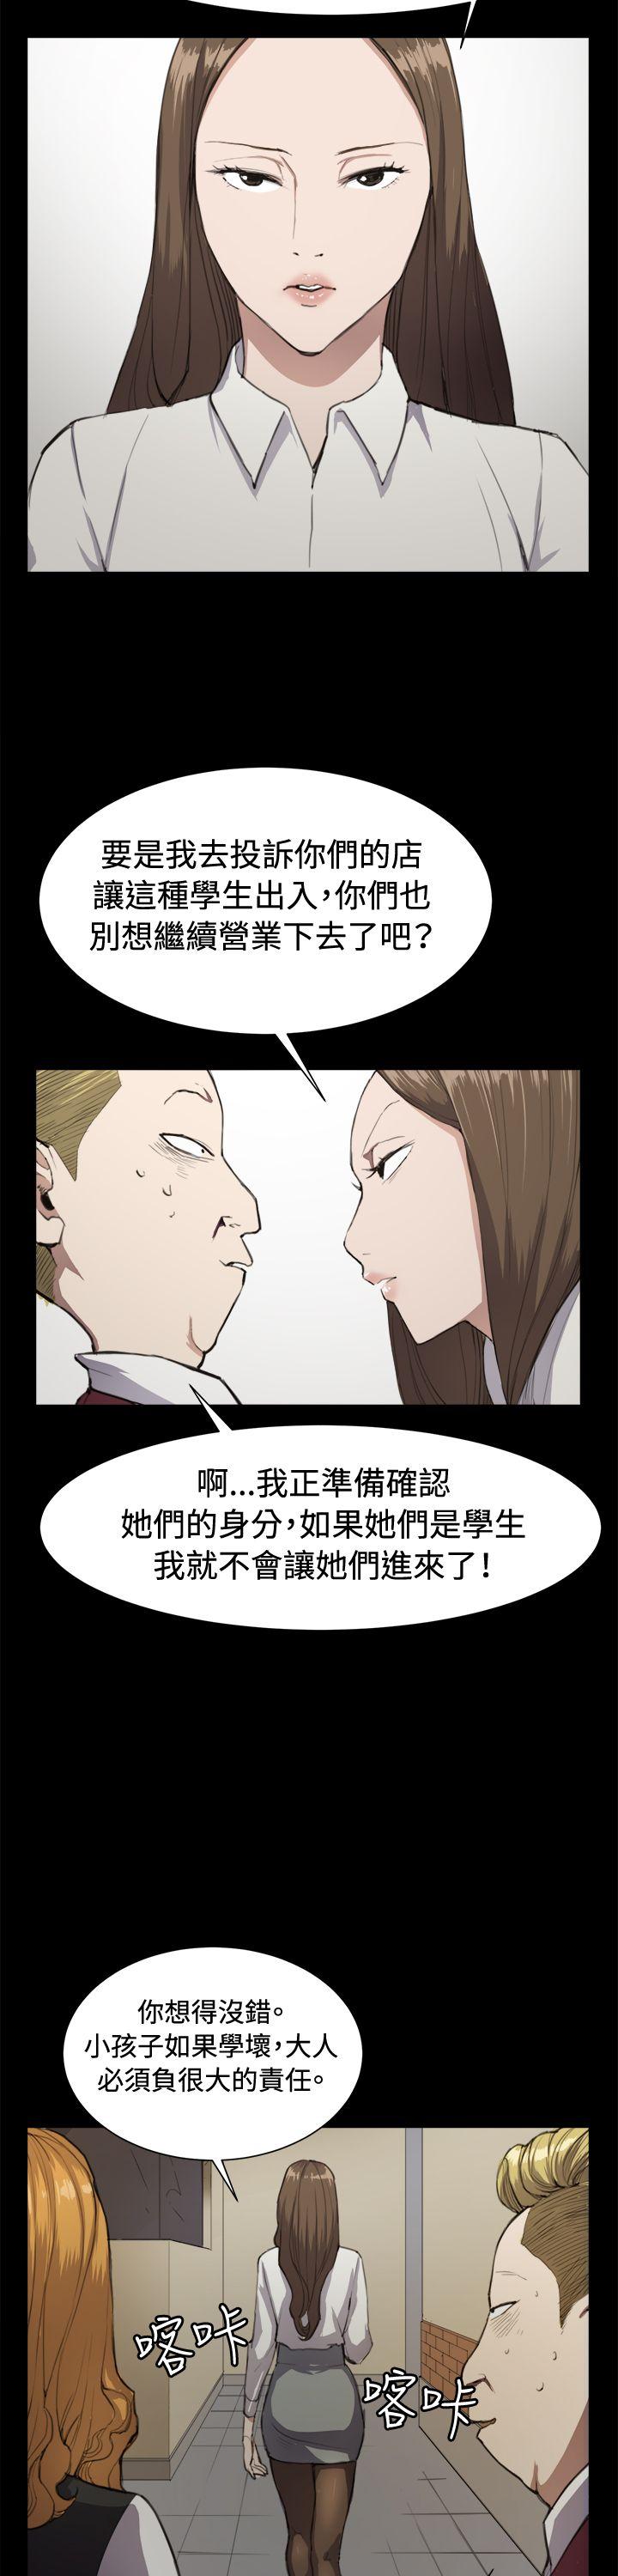 要是我去投訴你們的店
讓這種學生出入，你們也
別想繼續營業下去了吧？
啊...我正準備確認
她們的身分，如果她們是學生
我就不會讓她們進來了！
你想得沒錯。
小孩子如果學壞，大人
必須負很大的責任。
喀咔
喀咔